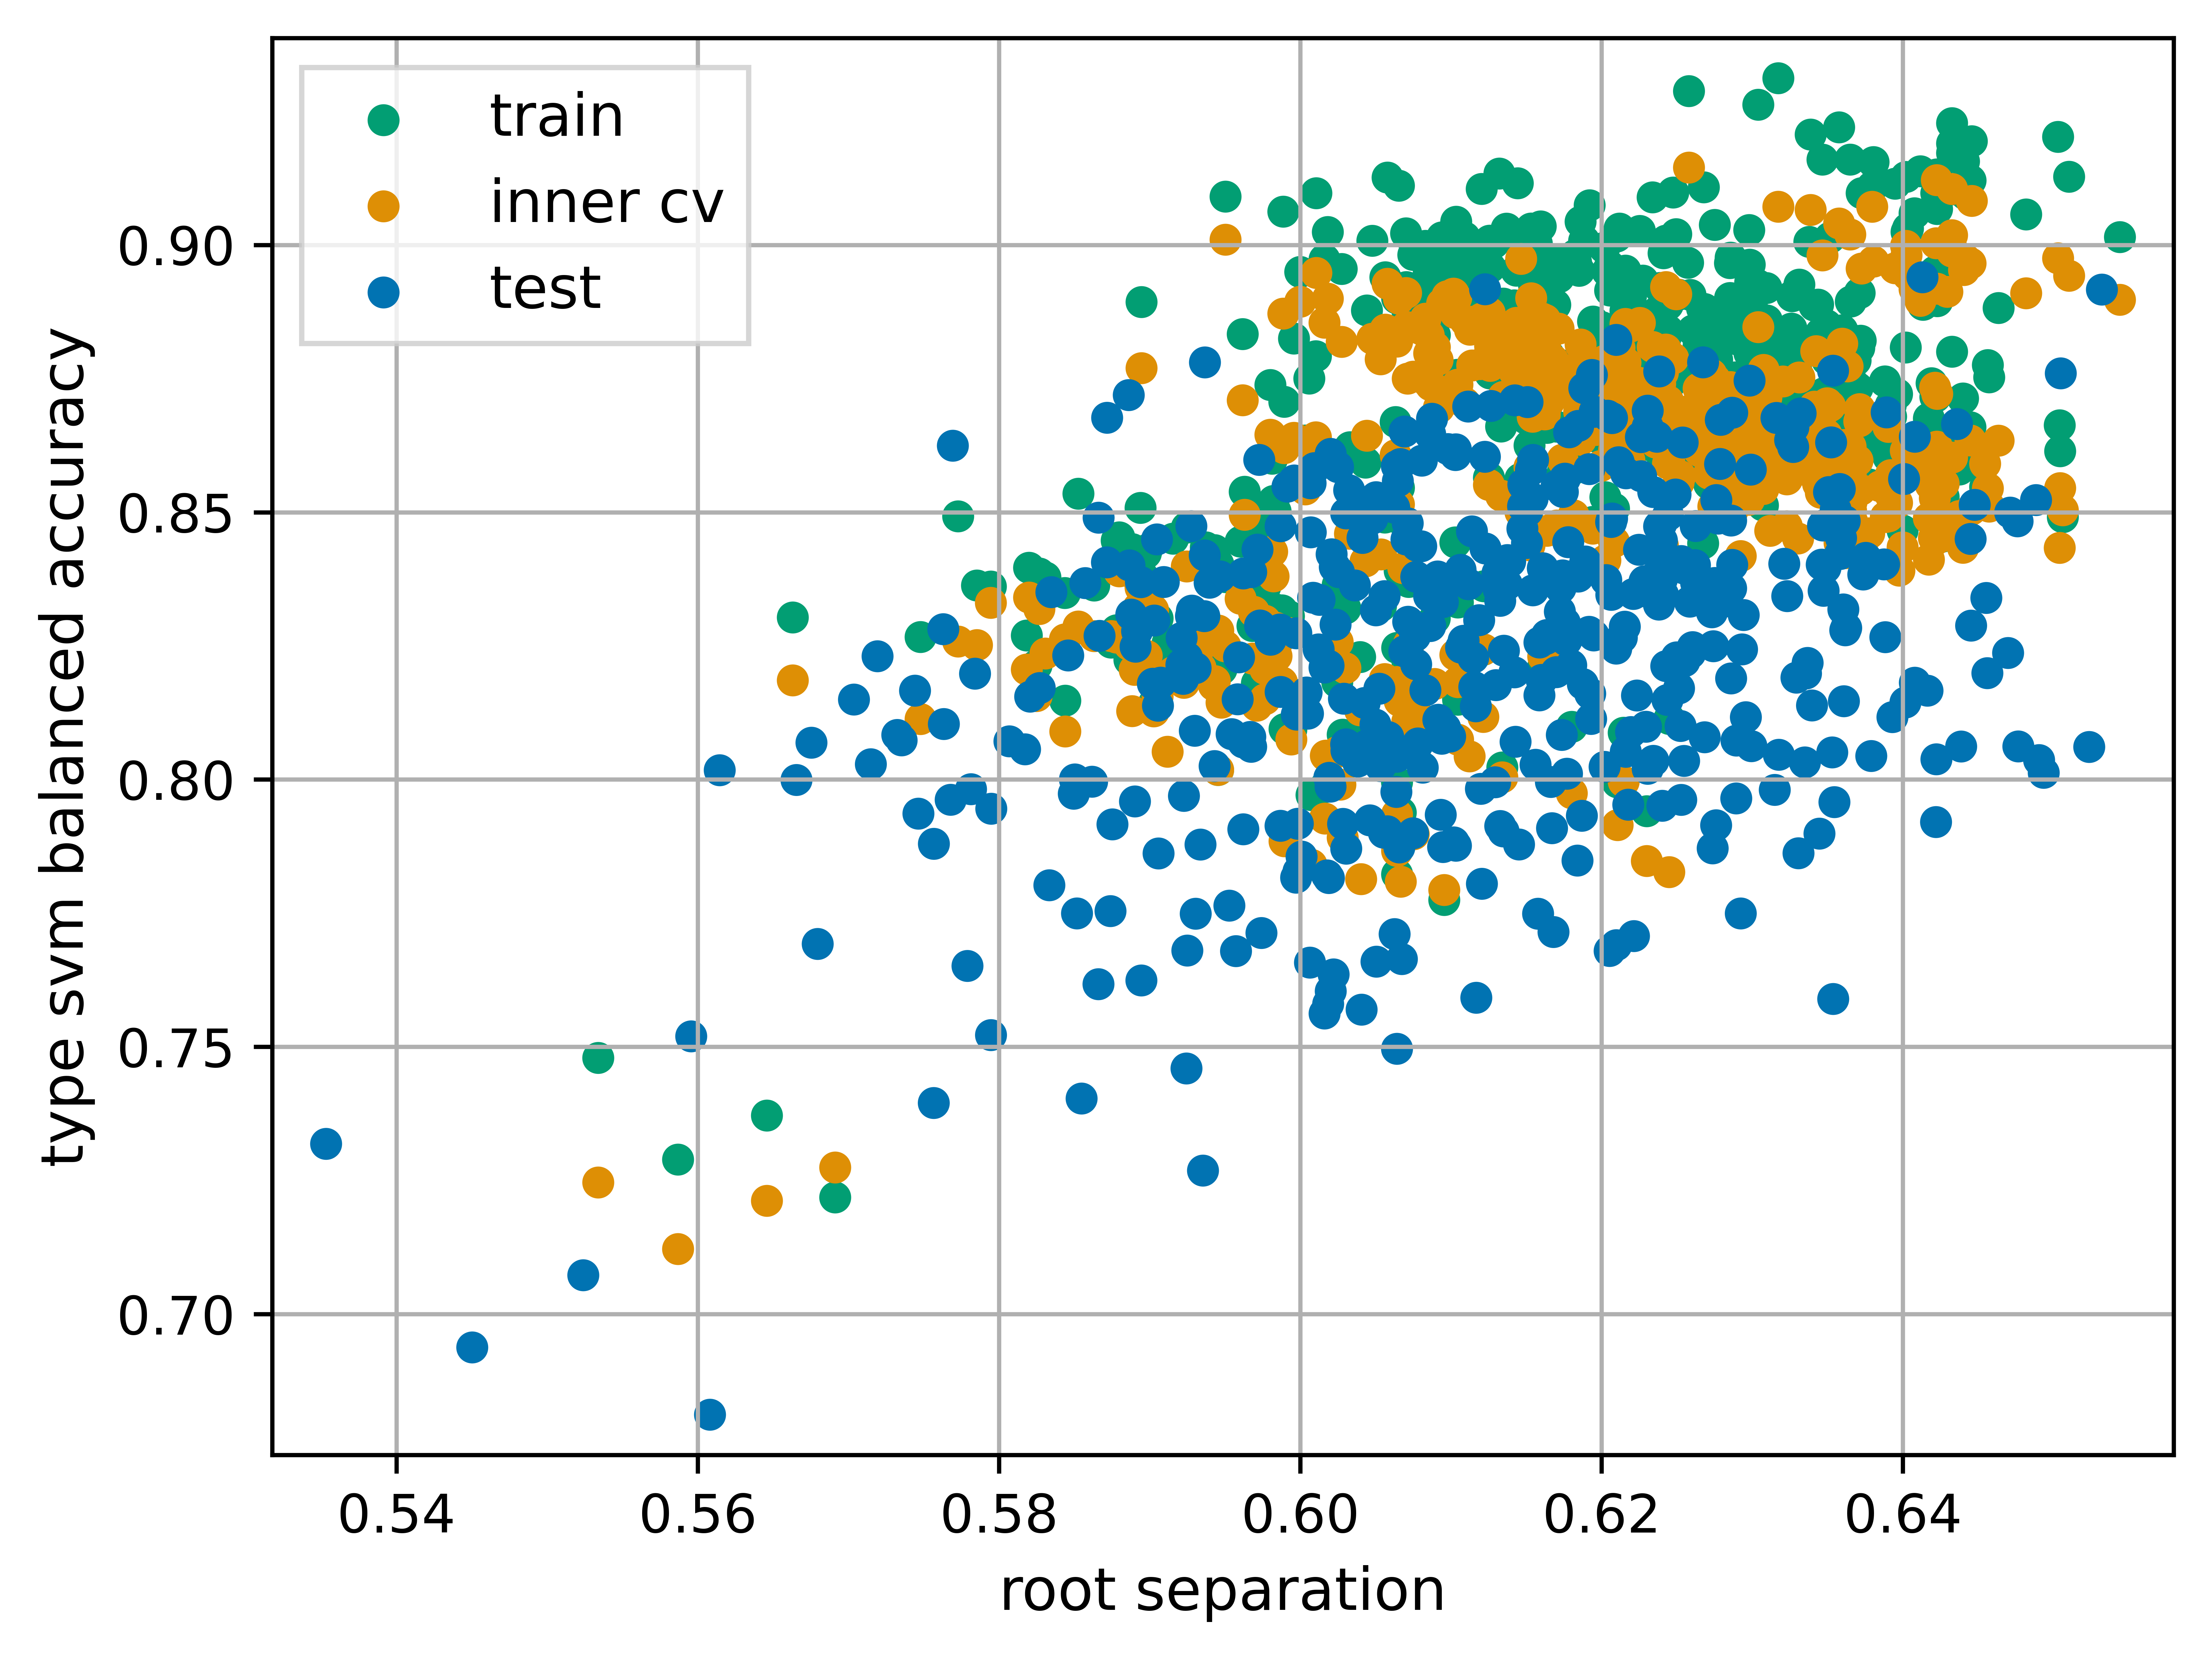 train
inner cv
test
type svm balanced accuracy
0.90
0.85
0.80
0.75
0.70
0.54 0.56 0.58 0.60 0.62 0.64
root separation